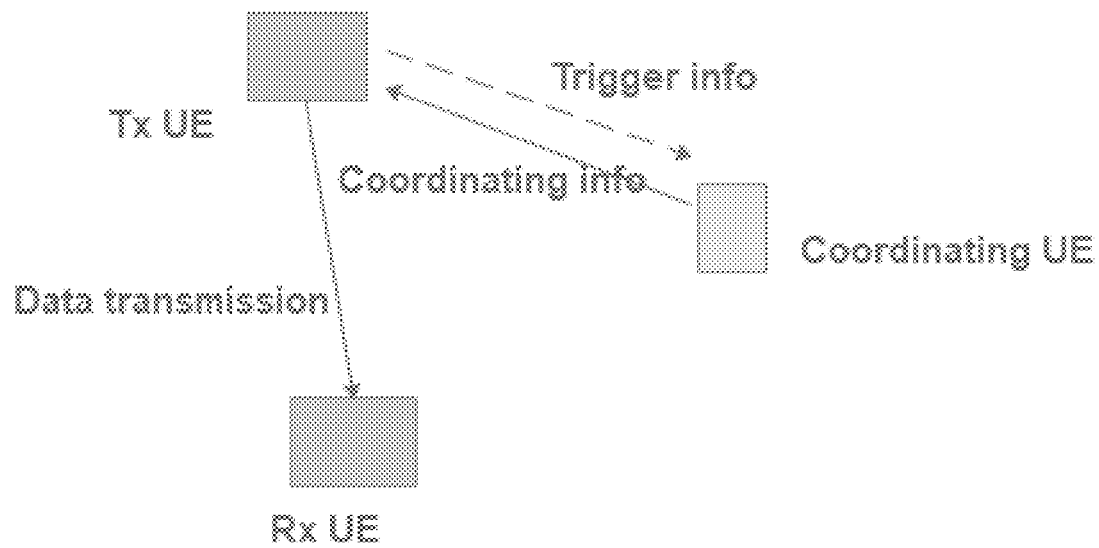 Trigger info
Tx UE
Coordinating info
Coordinating UE
Data transmission
Rx UE